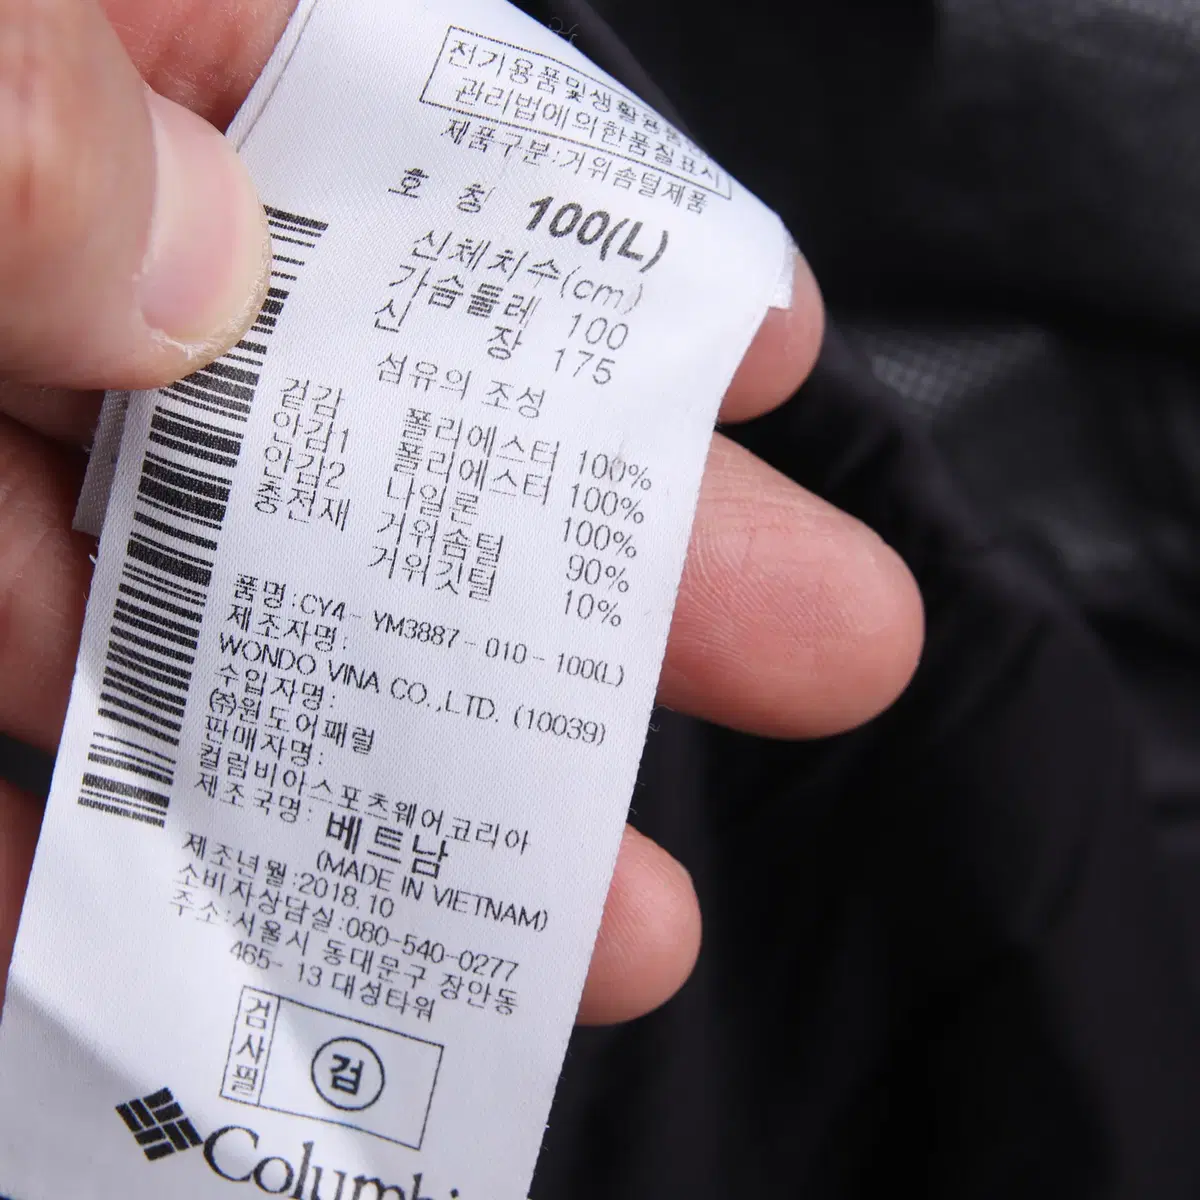 전기용품및생활용품
관리법에의한품질표시
제품구분:거위솜털제품
호 칭 100(L)
신체치수(cm)
가슴둘레 100
신 장 175
섬유의 조성
겉감 폴리에스터 100%
안감1 폴리에스터 100%
안감2 나일론 100%
충전재 거위솜털 90%
거위깃털 10%
품명:CY4-YM3887-010-100(L)
제조자명:
WONDO VINA CO.,LTD. (10039)
수입자명:
(주)원도어패럴
판매자명:
컬럼비아스포츠웨어코리아
제조국명: 베트남
(MADE IN VIETNAM)
제조년월:2018.10
소비자상담실:080-540-0277
주소:서울시 동대문구 장안동
465-13 대성타워
검사필 검